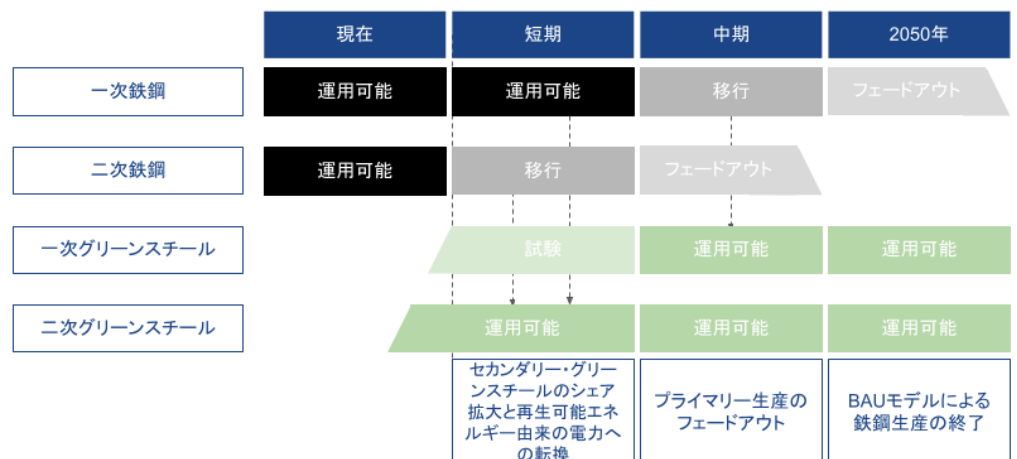 現在
短期
中期
2050年
一次鉄鋼
運用可能
運用可能
移行
フェードアウト
二次鉄鋼
運用可能
移行
フェードアウト
一次グリーンスチール
試験
運用可能
運用可能
二次グリーンスチール
運用可能
運用可能
運用可能
セカンダリー・グリー
ンスチールのシェア
拡大と再生可能エネ
ルギー由来の電力へ
の転換
プライマリー生産の
フェードアウト
BAUモデルによる
鉄鋼生産の終了